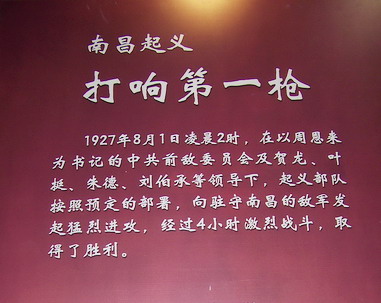 南昌起义
打响第一枪
1927年8月1日凌晨2时，在以周恩来
为书记的中共前敌委员会及贺龙、叶
挺、朱德、刘伯承等领导下，起义部队
按照预定的部署，向驻守南昌的敌军发
起猛烈进攻，经过4小时激烈战斗，取
得了胜利。